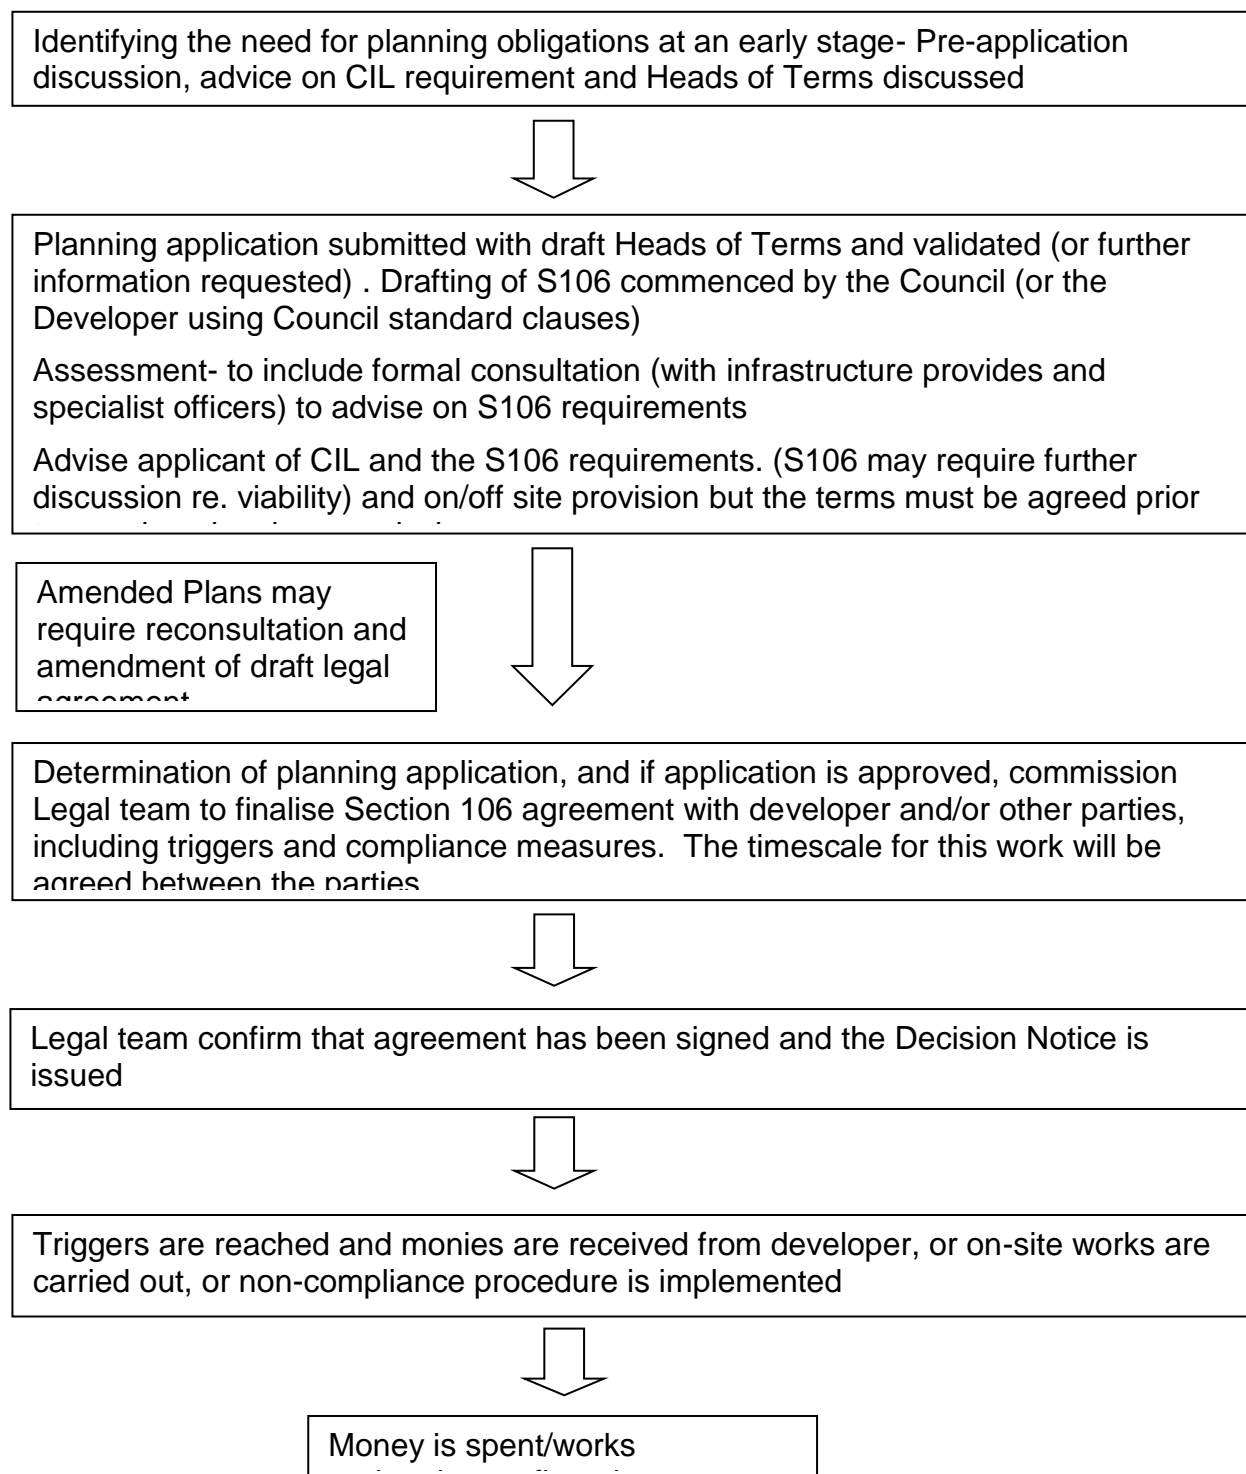 Identifying the need for planning obligations at an early stage- Pre-application
discussion, advice on CIL requirement and Heads of Terms discussed
Planning application submitted with draft Heads of Terms and validated (or further
information requested) . Drafting of S106 commenced by the Council (or the
Developer using Council standard clauses)
Assessment- to include formal consultation (with infrastructure provides and
specialist officers) to advise on S106 requirements
Advise applicant of CIL and the S106 requirements. (S106 may require further
discussion re. viability) and on/off site provision but the terms must be agreed prior
Amended Plans may
require reconsultation and
amendment of draft legal
agreement
Determination of planning application, and if application is approved, commission
Legal team to finalise Section 106 agreement with developer and/or other parties,
including triggers and compliance measures.  The timescale for this work will be
agreed between the parties
Legal team confirm that agreement has been signed and the Decision Notice is
issued
Triggers are reached and monies are received from developer, or on-site works are
carried out, or non-compliance procedure is implemented
Money is spent/works